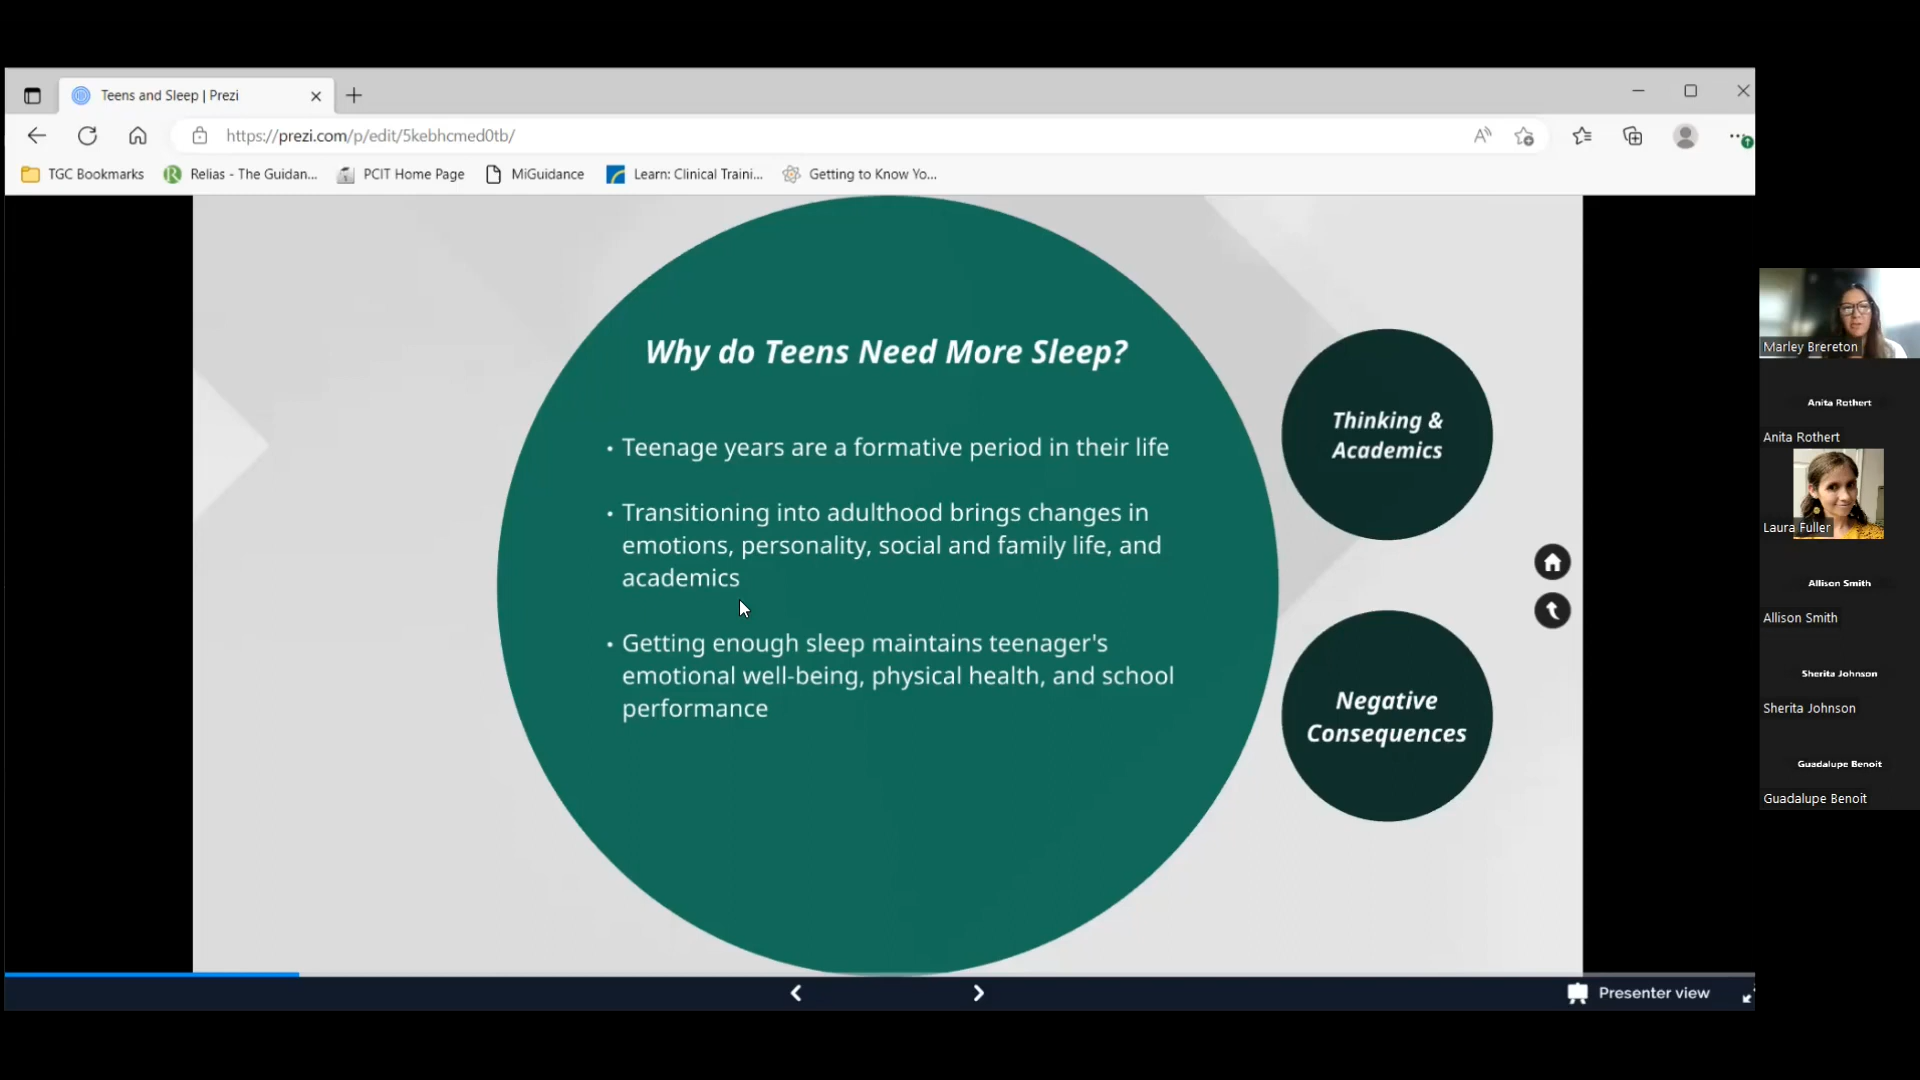 Teens and Sleep | Prezi
https://prezi.com/p/edit/5kebhcmed0tb/
TGC Bookmarks
Relias - The Guidan...
PCIT Home Page
MiGuidance
Learn: Clinical Traini...
Getting to Know Yo...
Why do Teens Need More Sleep?
• Teenage years are a formative period in their life
• Transitioning into adulthood brings changes in
emotions, personality, social and family life, and
academics
• Getting enough sleep maintains teenager's
emotional well-being, physical health, and school
performance
Thinking &
Academics
Negative
Consequences
Presenter view
Marley Brereton
Anita Rothert
Anita Rothert
Laura Fuller
Allison Smith
Allison Smith
Sherita Johnson
Sherita Johnson
Guadalupe Benoit
Guadalupe Benoit